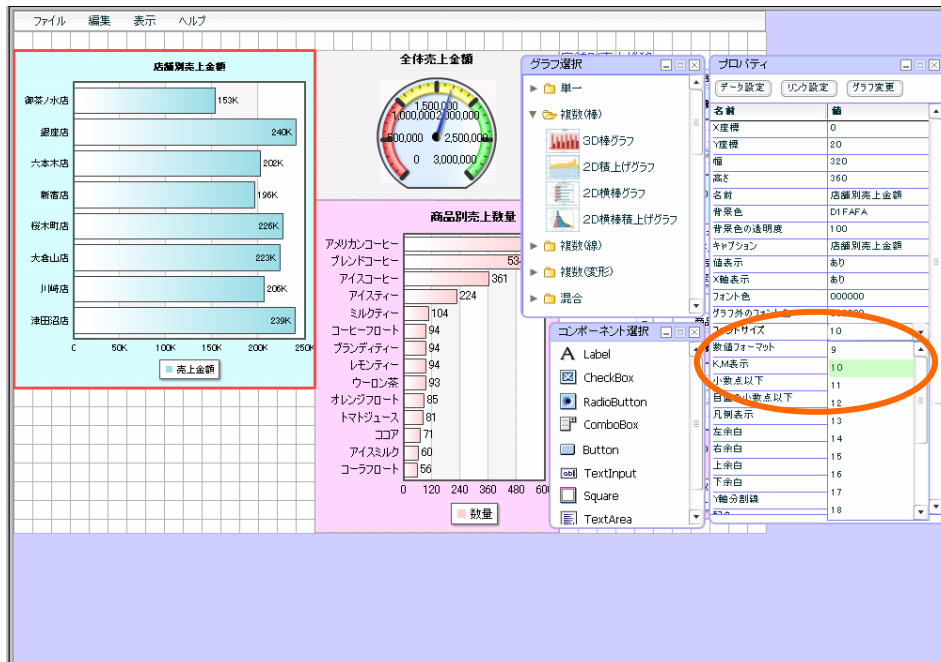 ファイル 編集 表示 ヘルプ
店舗別売上金額
御茶ノ水店 153K
銀座店 240K
六本木店 202K
新宿店 196K
桜木町店 226K
大倉山店 223K
川崎店 206K
津田沼店 239K
0 50K 100K 150K 200K 250K
売上金額
全体売上金額
1,500,000
1,000,000 2,000,000
500,000 2,500,000
0 3,000,000
商品別売上数量
アメリカンコーヒー
ブレンドコーヒー 53
アイスコーヒー 361
アイスティー 224
ミルクティー 104
コーヒーフロート 94
ブランディティー 94
レモンティー 94
ウーロン茶 93
オレンジフロート 85
トマトジュース 81
ココア 71
アイスミルク 60
コーラフロート 56
0 120 240 360 480 60
数量
グラフ選択
単一
複数(棒)
3D棒グラフ
2D積上げグラフ
2D横棒グラフ
2D横棒積上げグラフ
複数(線)
複数(変形)
混合
コンポーネント選択
Label
CheckBox
RadioButton
ComboBox
Button
TextInput
Square
TextArea
プロパティ
データ設定 リンク設定 グラフ変更
名前 値
X座標 0
Y座標 20
幅 320
高さ 360
名前 店舗別売上金額
背景色 D1FAFA
背景色の透明度 100
キャプション 店舗別売上金額
値表示 あり
X軸表示 あり
フォント色 000000
グラフ外のフォント色 000000
フォントサイズ 10
数値フォーマット 9
K,M表示 10
小数点以下 11
目盛の小数点以下 12
凡例表示 13
左余白 14
右余白 15
上余白 16
下余白 17
Y軸分割線 18